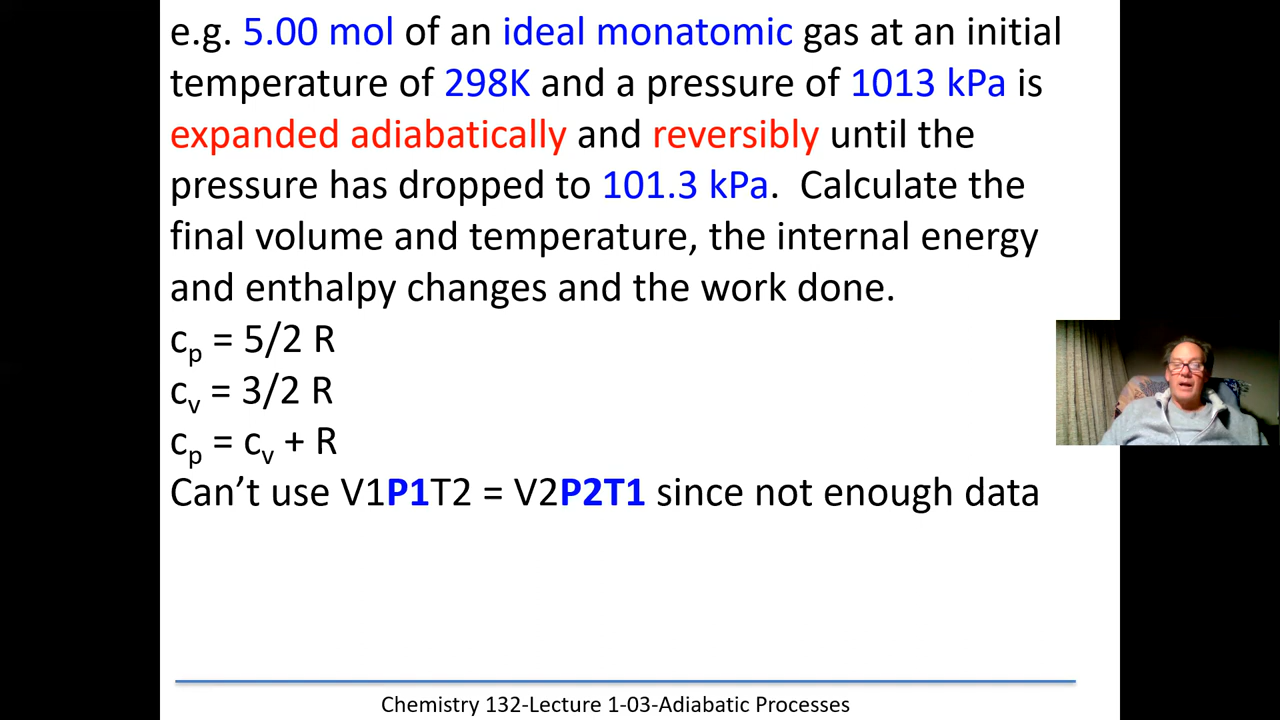 e.g. 5.00 mol of an ideal monatomic gas at an initial
temperature of 298K and a pressure of 1013 kPa is
expanded adiabatically and reversibly until the
pressure has dropped to 101.3 kPa.  Calculate the
final volume and temperature, the internal energy
and enthalpy changes and the work done.
cp = 5/2 R
cv = 3/2 R
cp = cv + R
Can’t use V1P1T2 = V2P2T1 since not enough data
Chemistry 132-Lecture 1-03-Adiabatic Processes